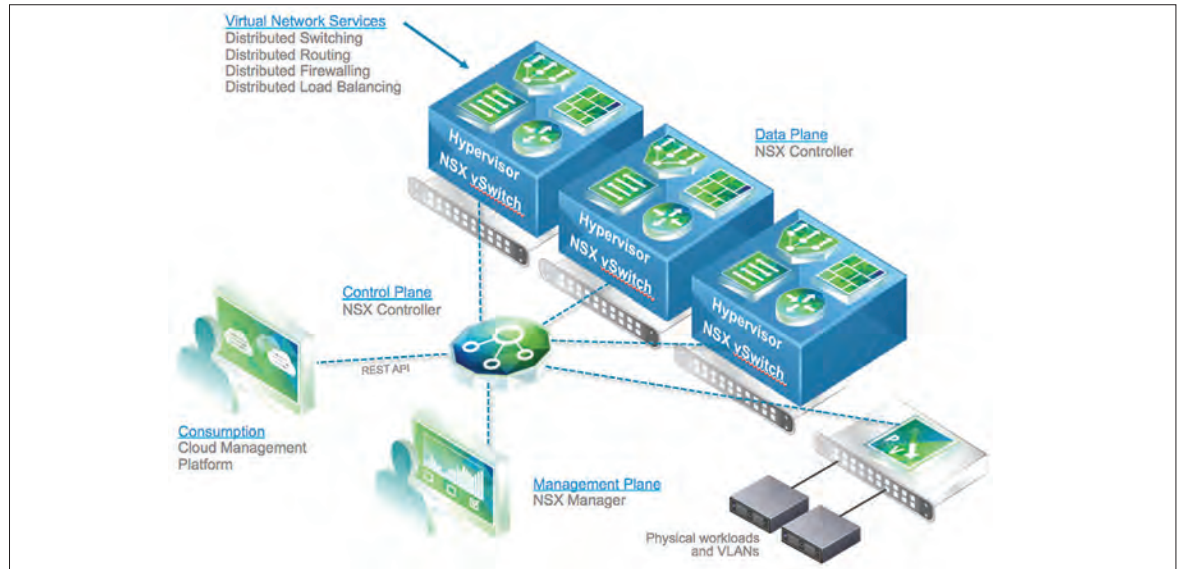 Virtual Network Services
Distributed Switching
Distributed Routing
Distributed Firewalling
Distributed Load Balancing
Hypervisor
NSX vSwitch
Hypervisor
NSX vSwitch
Hypervisor
NSX vSwitch
Data Plane
NSX Controller
Control Plane
NSX Controller
REST API
Consumption
Cloud Management
Platform
Management Plane
NSX Manager
P
V
Physical workloads
and VLANs